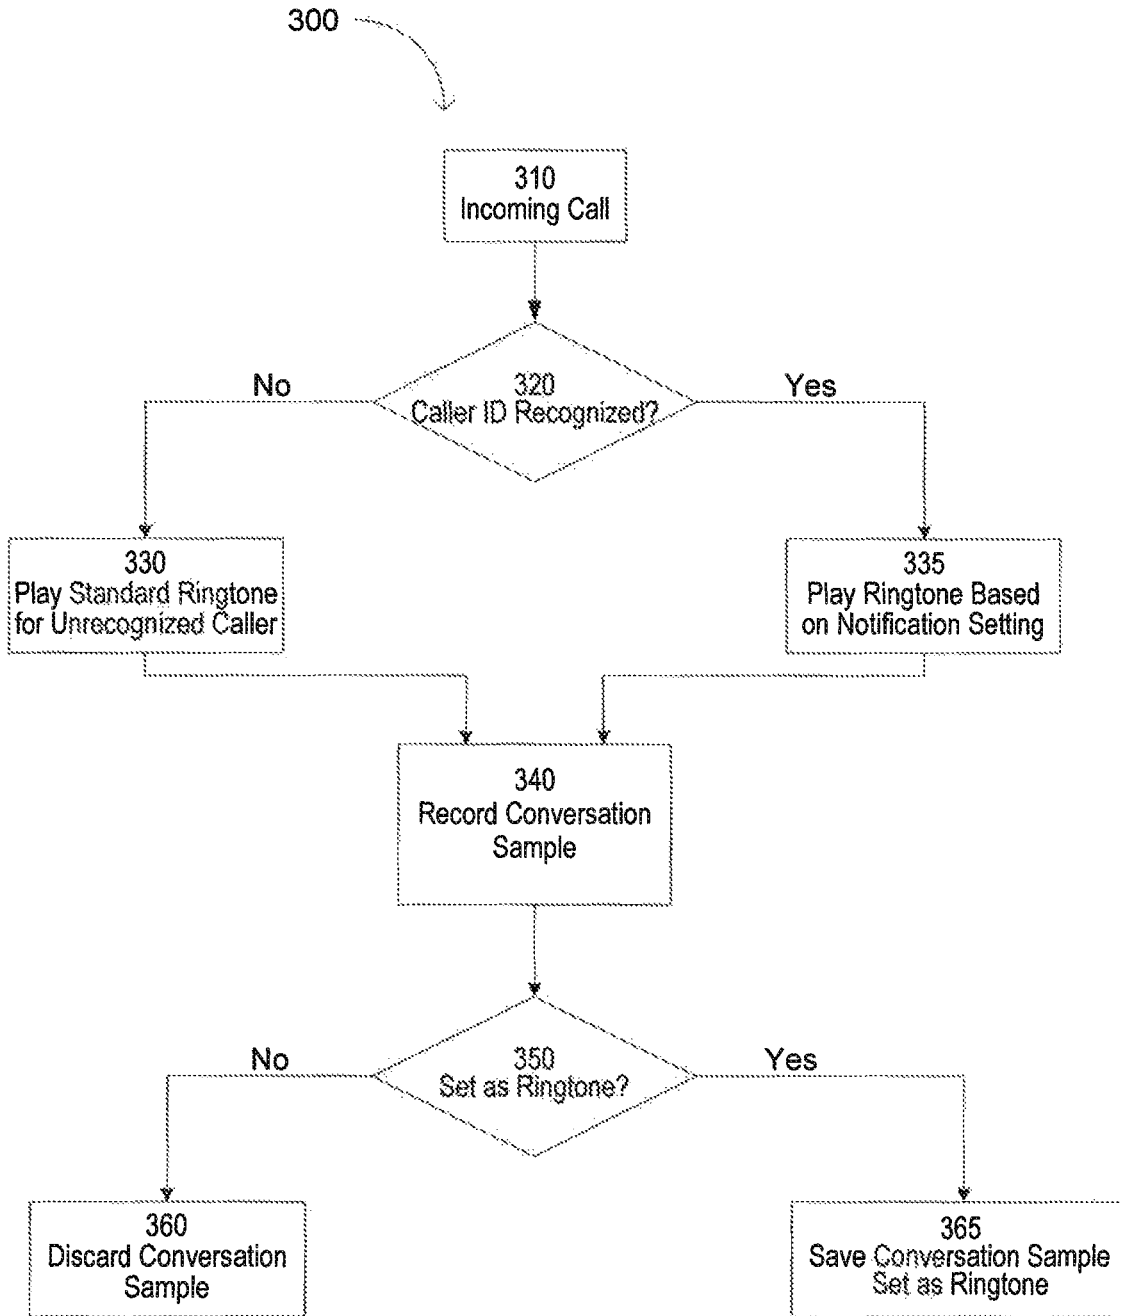 300
310
Incoming Call
320
Caller ID Recognized?
No
Yes
330
Play Standard Ringtone
for Unrecognized Caller
335
Play Ringtone Based
on Notification Setting
340
Record Conversation
Sample
350
Set as Ringtone?
No
Yes
360
Discard Conversation
Sample
365
Save Conversation Sample
Set as Ringtone